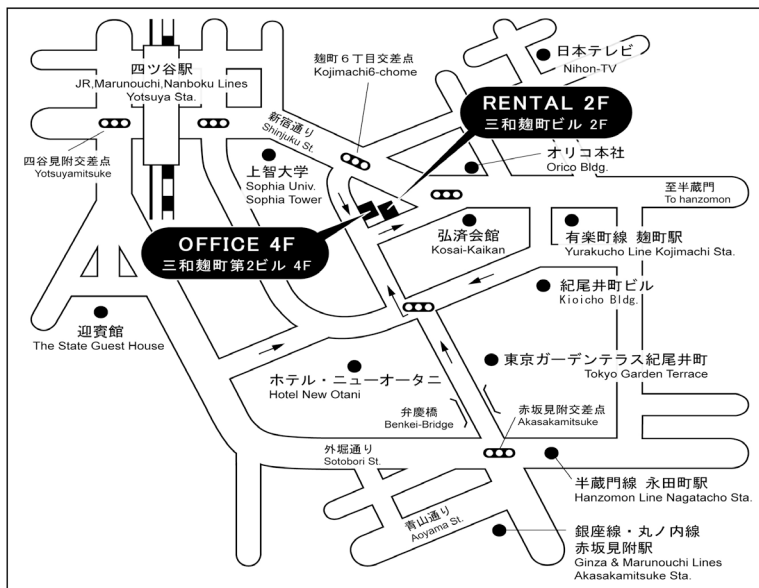 四ツ谷駅
JR,Marunouchi,Nanboku Lines
Yotsuya Sta.
麹町6丁目交差点
Kojimachi6-chome
日本テレビ
Nihon-TV
RENTAL 2F
三和麹町ビル 2F
新宿通り
Shinjuku St.
四谷見附交差点
Yotsuyamitsuke
上智大学
Sophia Univ.
Sophia Tower
オリコ本社
Orico Bldg.
至半蔵門
To hanzomon
OFFICE 4F
三和麹町第2ビル 4F
弘済会館
Kosai-Kaikan
有楽町線 麹町駅
Yurakucho Line Kojimachi Sta.
紀尾井町ビル
Kioicho Bldg.
迎賓館
The State Guest House
東京ガーデンテラス紀尾井町
Tokyo Garden Terrace
ホテル・ニューオータニ
Hotel New Otani
弁慶橋
Benkei-Bridge
赤坂見附交差点
Akasakamitsuke
外堀通り
Sotobori St.
半蔵門線 永田町駅
Hanzomon Line Nagatacho Sta.
青山通り
Aoyama St.
銀座線・丸ノ内線
赤坂見附駅
Ginza & Marunouchi Lines
Akasakamitsuke Sta.